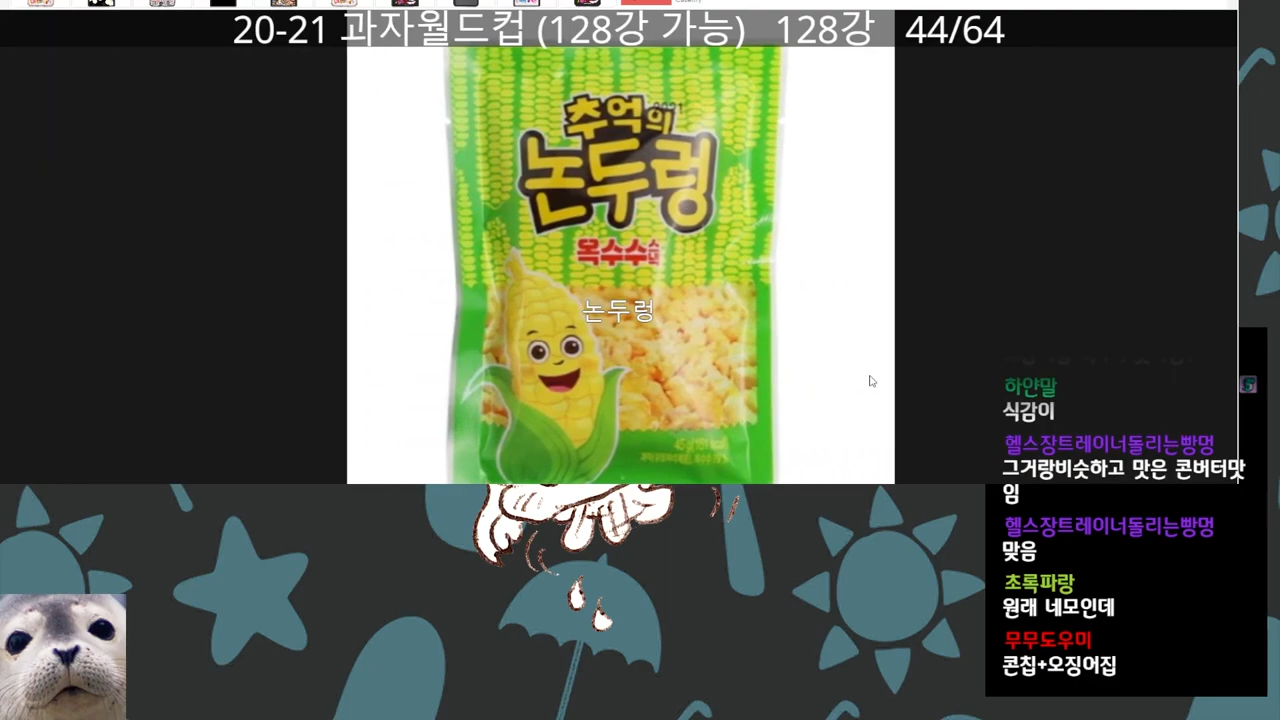 20-21 과자월드컵 (128강 가능) 128강 44/64
추억의
논두렁
옥수수
논두렁
하얀말
식감이
헬스장트레이너돌리는빵멍
그거랑비슷하고 맛은 콘버터맛
임
헬스장트레이너돌리는빵멍
맞음
초록파랑
원래 네모인데
무무도우미
콘칩+오징어집